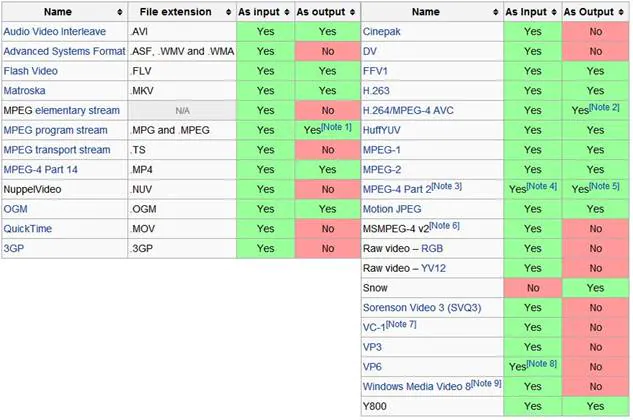 Name File extension As input As output
Audio Video Interleave .AVI Yes Yes
Advanced Systems Format .ASF, .WMV and .WMA Yes No
Flash Video .FLV Yes Yes
Matroska .MKV Yes Yes
MPEG elementary stream N/A Yes No
MPEG program stream .MPG and .MPEG Yes Yes[Note 1]
MPEG transport stream .TS Yes No
MPEG-4 Part 14 .MP4 Yes Yes
NuppelVideo .NUV Yes No
OGM .OGM Yes Yes
QuickTime .MOV Yes No
3GP .3GP Yes No
Name As Input As Output
Cinepak Yes No
DV Yes No
FFV1 Yes Yes
H.263 Yes Yes
H.264/MPEG-4 AVC Yes Yes[Note 2]
HuffYUV Yes Yes
MPEG-1 Yes Yes
MPEG-2 Yes Yes
MPEG-4 Part 2[Note 3] Yes[Note 4] Yes[Note 5]
Motion JPEG Yes Yes
MSMPEG-4 v2[Note 6] Yes No
Raw video – RGB Yes No
Raw video – YV12 Yes No
Snow No Yes
Sorenson Video 3 (SVQ3) Yes No
VC-1[Note 7] Yes No
VP3 Yes No
VP6 Yes[Note 8] No
Windows Media Video 8[Note 9] Yes No
Y800 Yes Yes